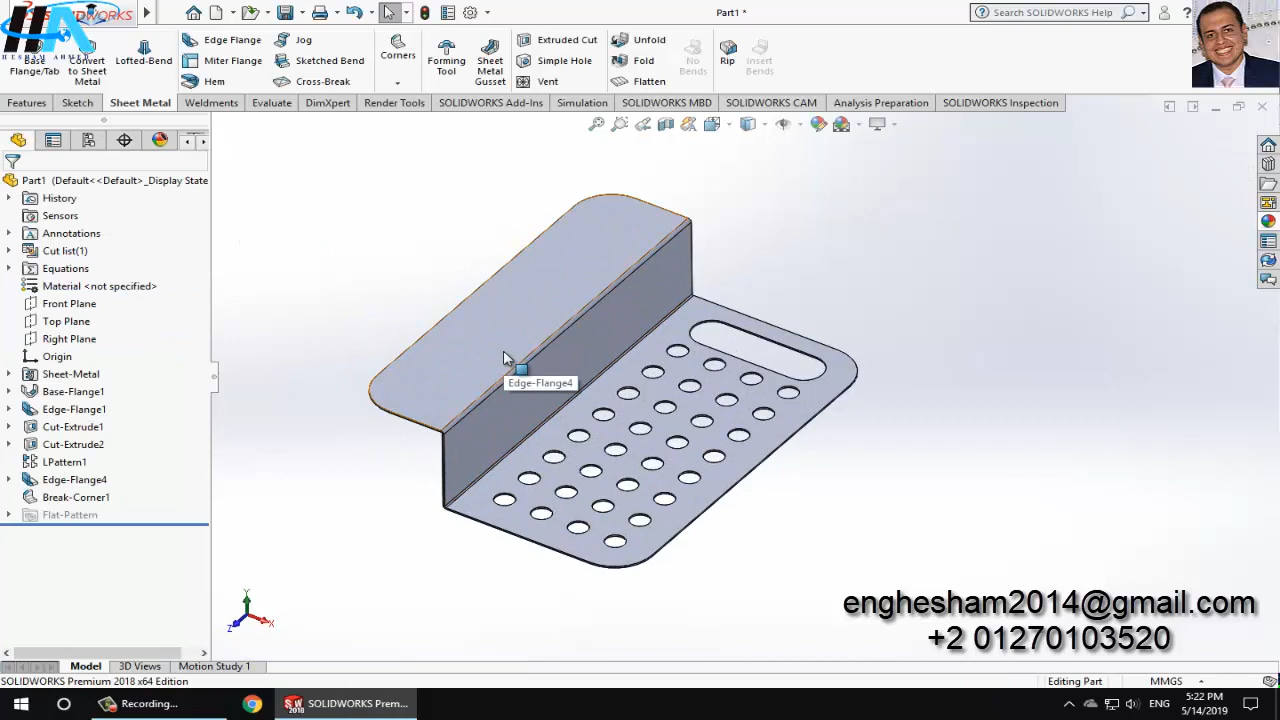 SOLIDWORKS
Part1 *
Search SOLIDWORKS Help
HESHAM AHMED
Base Flange/Tab
Convert to Sheet Metal
Lofted-Bend
Edge Flange
Miter Flange
Hem
Jog
Sketched Bend
Cross-Break
Corners
Forming Tool
Sheet Metal Gusset
Extruded Cut
Simple Hole
Vent
Unfold
Fold
Flatten
No Bends
Rip
Insert Bends
Features
Sketch
Sheet Metal
Weldments
Evaluate
DimXpert
Render Tools
SOLIDWORKS Add-Ins
Simulation
SOLIDWORKS MBD
SOLIDWORKS CAM
Analysis Preparation
SOLIDWORKS Inspection
Part1 (Default<<Default>_Display State
History
Sensors
Annotations
Cut list(1)
Equations
Material <not specified>
Front Plane
Top Plane
Right Plane
Origin
Sheet-Metal
Base-Flange1
Edge-Flange1
Cut-Extrude1
Cut-Extrude2
LPattern1
Edge-Flange4
Break-Corner1
Flat-Pattern
Edge-Flange4
Y
X
Z
enghesham2014@gmail.com
+2 01270103520
Model
3D Views
Motion Study 1
SOLIDWORKS Premium 2018 x64 Edition
Editing Part
MMGS
Recording...
SW 2018
SOLIDWORKS Prem...
ENG
5:22 PM
5/14/2019